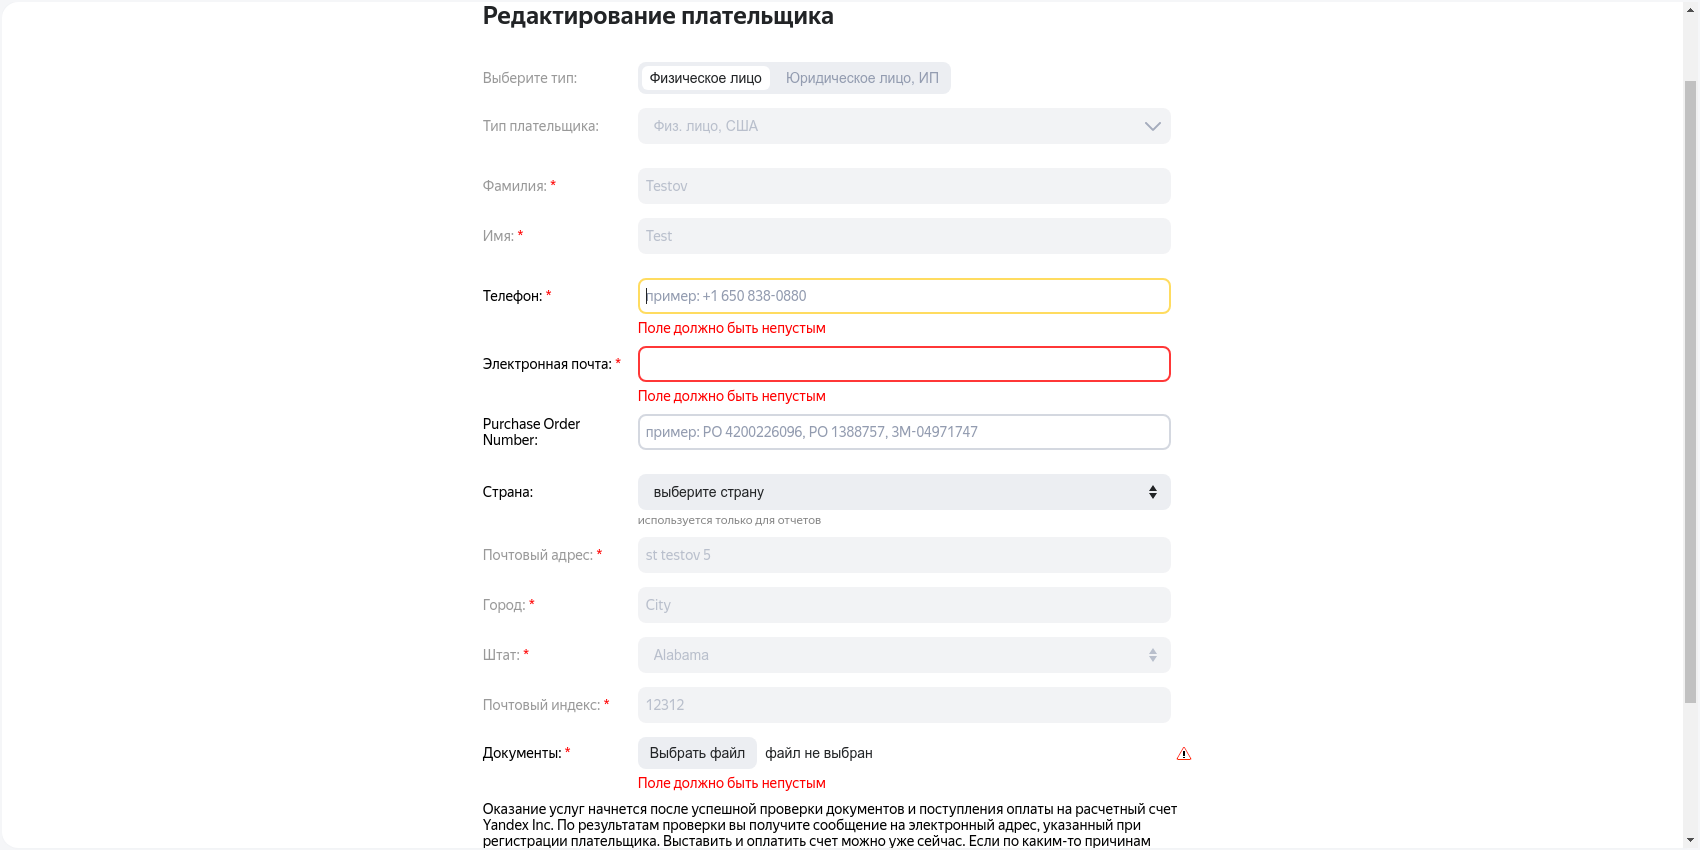 Редактирование плательщика
Выберите тип: Физическое лицо Юридическое лицо, ИП
Тип плательщика: Физ. лицо, США
Фамилия: * Testov
Имя: * Test
Телефон: * пример: +1 650 838-0880
Поле должно быть непустым
Электронная почта: *
Поле должно быть непустым
Purchase Order
Number:
пример: PO 4200226096, PO 1388757, 3M-04971747
Страна: выберите страну
используется только для отчетов
Почтовый адрес: * st testov 5
Город: * City
Штат: * Alabama
Почтовый индекс: * 12312
Документы: * Выбрать файл файл не выбран
Поле должно быть непустым
Оказание услуг начнется после успешной проверки документов и поступления оплаты на расчетный счет
Yandex Inc. По результатам проверки вы получите сообщение на электронный адрес, указанный при
регистрации плательщика. Выставить и оплатить счет можно уже сейчас. Если по каким-то причинам